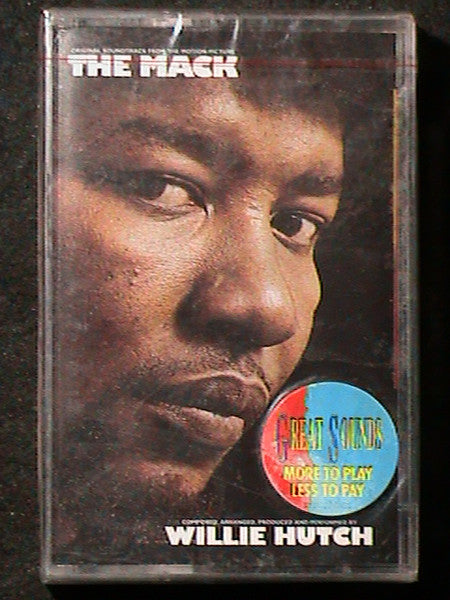 ORIGINAL SOUNDTRACK FROM THE MOTION PICTURE
THE MACK
GREAT SOUNDS
MORE TO PLAY
LESS TO PAY
COMPOSED, ARRANGED, PRODUCED AND PERFORMED BY
WILLIE HUTCH